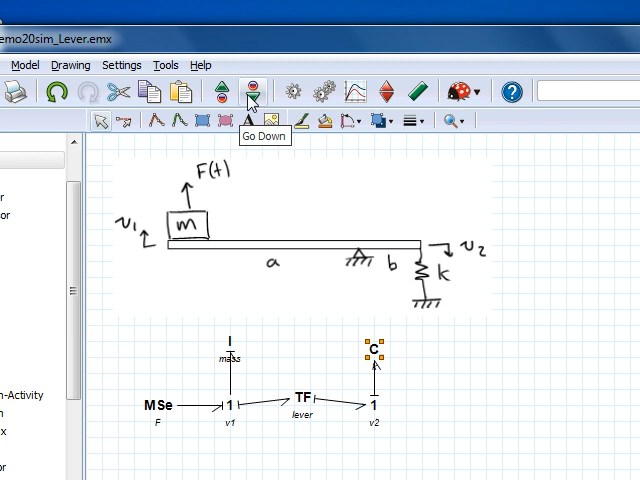 emo20sim_Lever.emx
Model Drawing Settings Tools Help
A
Go Down
F(t)
m
v1
v2
a
b
k
I
mass
C
MSe
1
TF
1
F
v1
lever
v2
r
or
n-Activity
n
x
or